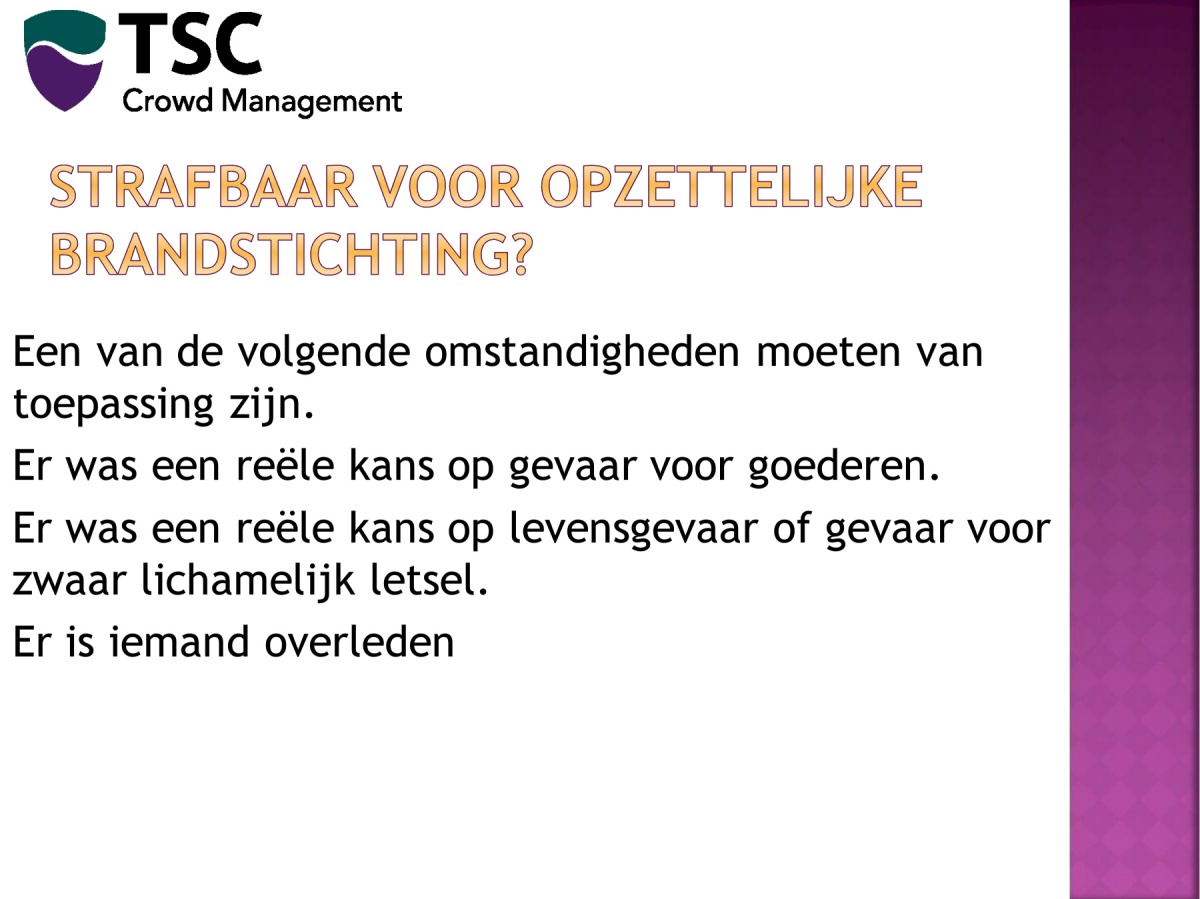 TSC
Crowd Management
STRAFBAAR VOOR OPZETTELIJKE
BRANDSTICHTING?
Een van de volgende omstandigheden moeten van
toepassing zijn.
Er was een reële kans op gevaar voor goederen.
Er was een reële kans op levensgevaar of gevaar voor
zwaar lichamelijk letsel.
Er is iemand overleden